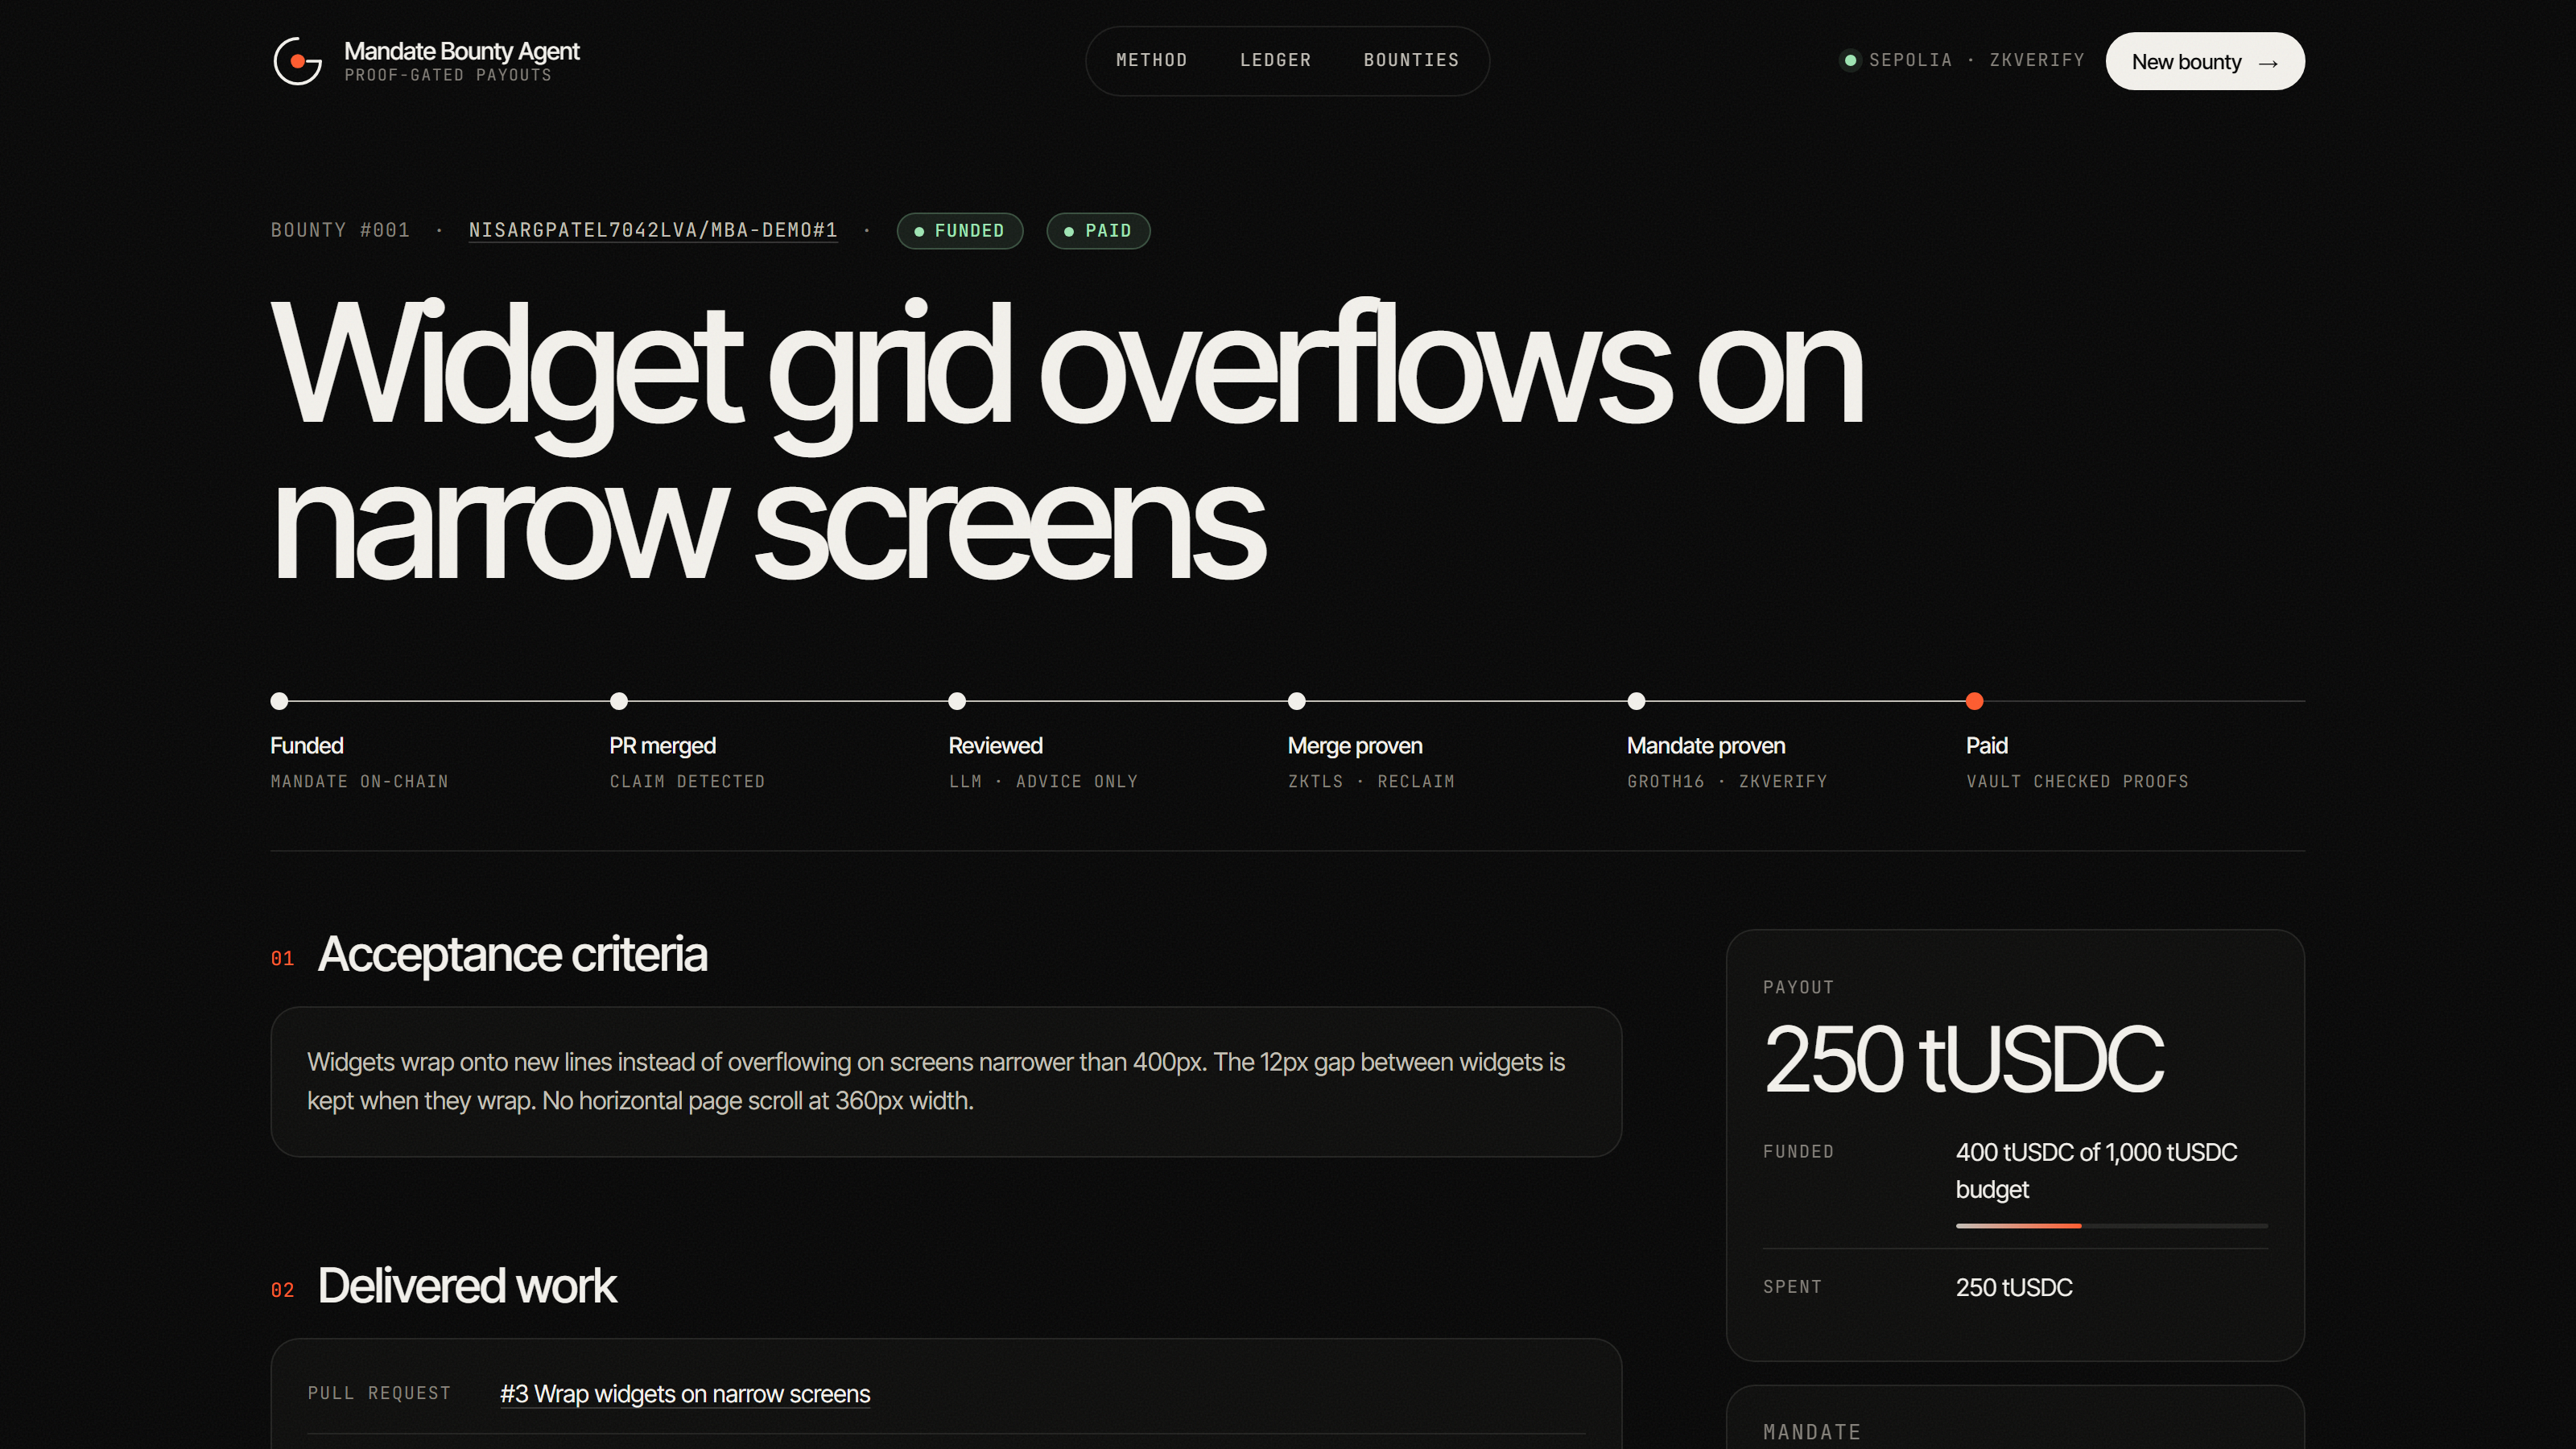 Mandate Bounty Agent
PROOF-GATED PAYOUTS
METHOD LEDGER BOUNTIES
SEPOLIA · ZKVERIFY
New bounty →
BOUNTY #001 · NISARGPATEL7042LVA/MBA-DEMO#1 · FUNDED PAID
Widget grid overflows on
narrow screens
Funded
MANDATE ON-CHAIN
PR merged
CLAIM DETECTED
Reviewed
LLM · ADVICE ONLY
Merge proven
ZKTLS · RECLAIM
Mandate proven
GROTH16 · ZKVERIFY
Paid
VAULT CHECKED PROOFS
01 Acceptance criteria
Widgets wrap onto new lines instead of overflowing on screens narrower than 400px. The 12px gap between widgets is
kept when they wrap. No horizontal page scroll at 360px width.
02 Delivered work
PULL REQUEST #3 Wrap widgets on narrow screens
PAYOUT
250 tUSDC
FUNDED 400 tUSDC of 1,000 tUSDC
budget
SPENT 250 tUSDC
MANDATE